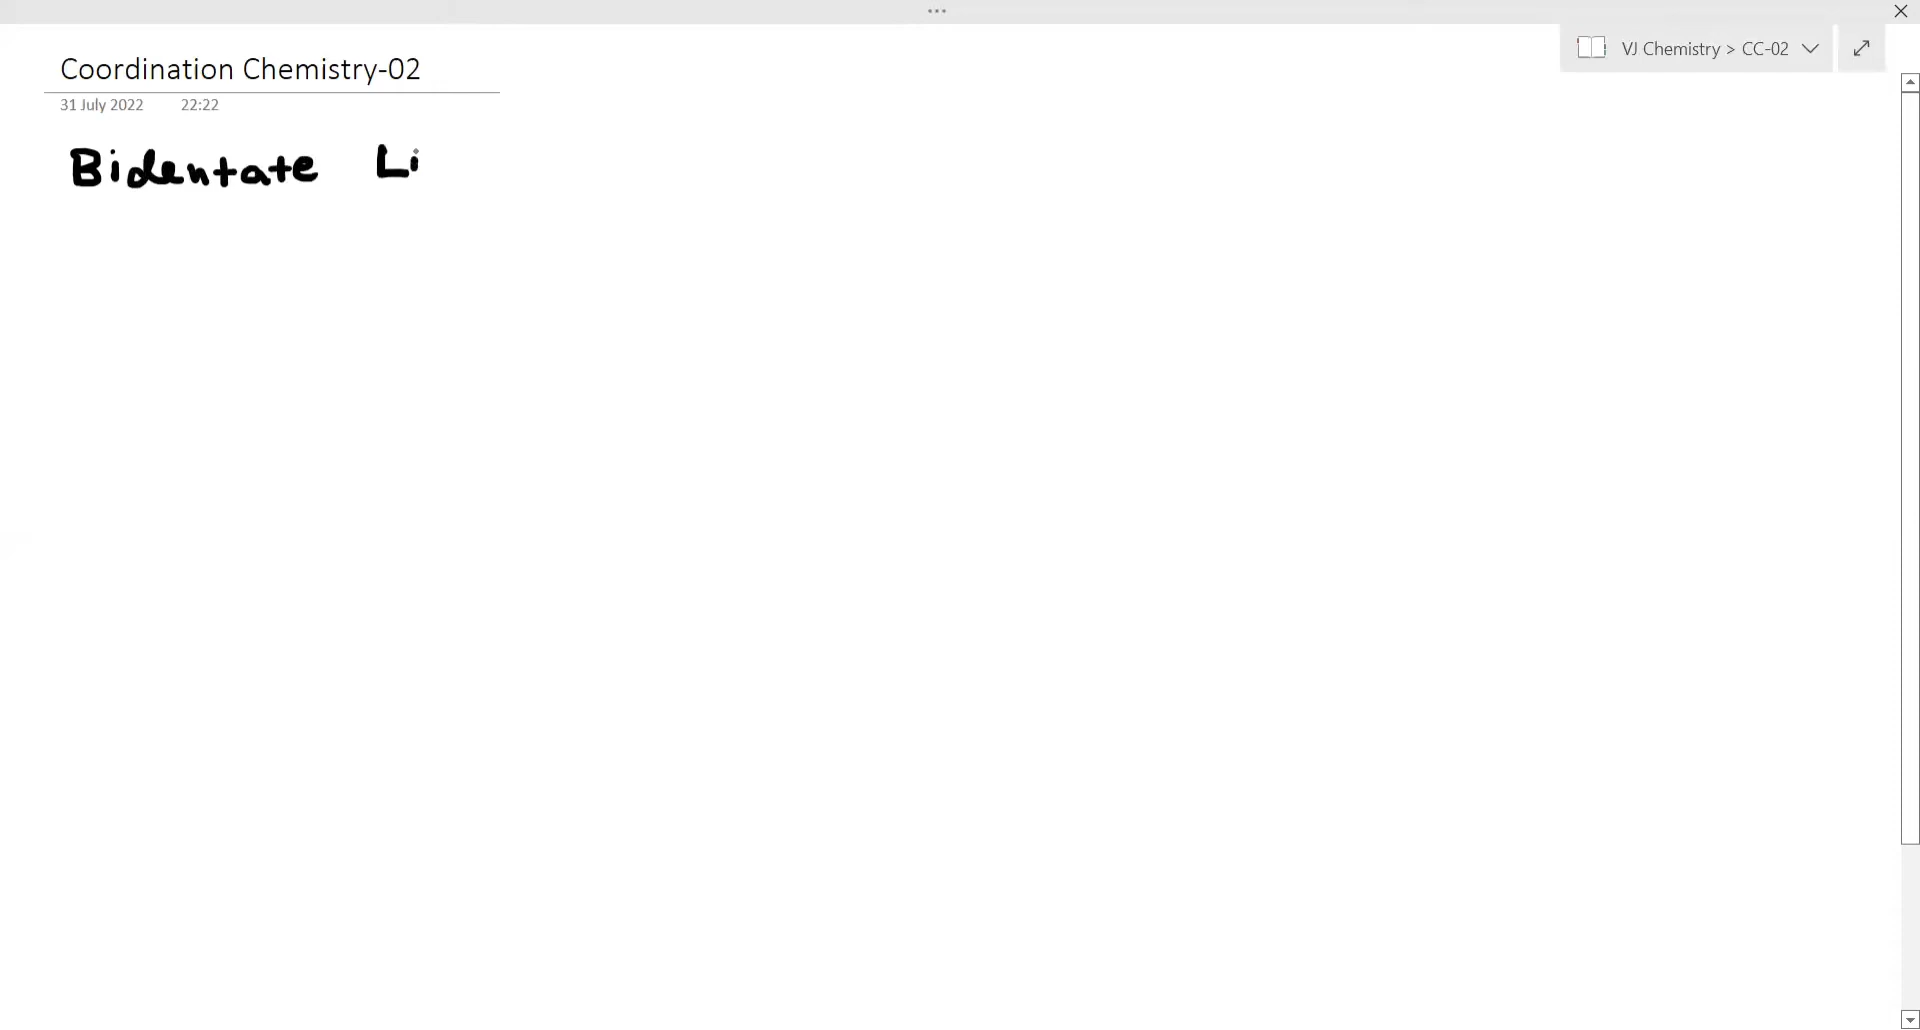 VJ Chemistry > CC-02
Coordination Chemistry-02
31 July 2022 22:22
Bidentate Li